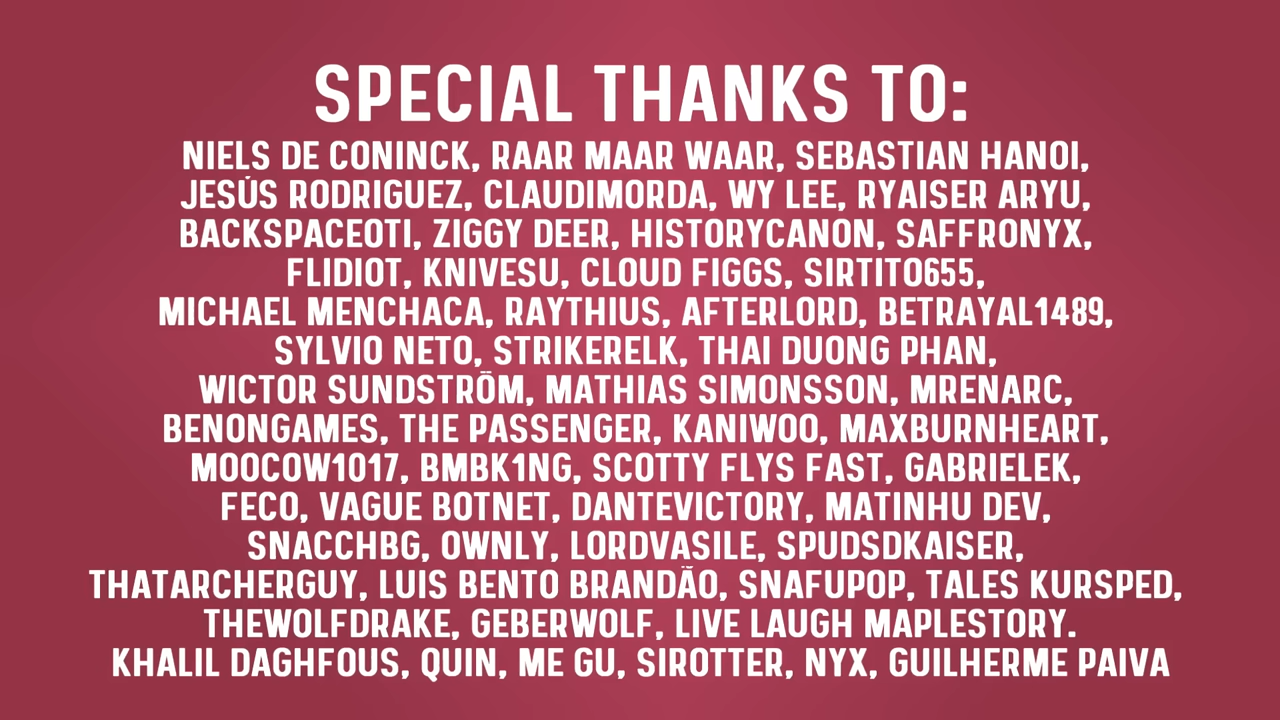 SPECIAL THANKS TO:
NIELS DE CONINCK, RAAR MAAR WAAR, SEBASTIAN HANOI,
JESÚS RODRIGUEZ, CLAUDIMORDA, WY LEE, RYAISER ARYU,
BACKSPACEOTI, ZIGGY DEER, HISTORYCANON, SAFFRONYX,
FLIDIOT, KNIVESU, CLOUD FIGGS, SIRTITO655,
MICHAEL MENCHACA, RAYTHIUS, AFTERLORD, BETRAYAL1489,
SYLVIO NETO, STRIKERELK, THAI DUONG PHAN,
WICTOR SUNDSTRÖM, MATHIAS SIMONSSON, MRENARC,
BENONGAMES, THE PASSENGER, KANIWOO, MAXBURNHEART,
MOOCOW1017, BMBK1NG, SCOTTY FLYS FAST, GABRIELEK,
FECO, VAGUE BOTNET, DANTEVICTORY, MATINHU DEV,
SNACCHBG, OWNLY, LORDVASILE, SPUDSDKAISER,
THATARCHERGUY, LUIS BENTO BRANDÃO, SNAFUPOP, TALES KURSPED,
THEWOLFDRAKE, GEBERWOLF, LIVE LAUGH MAPLESTORY.
KHALIL DAGHFOUS, QUIN, ME GU, SIROTTER, NYX, GUILHERME PAIVA